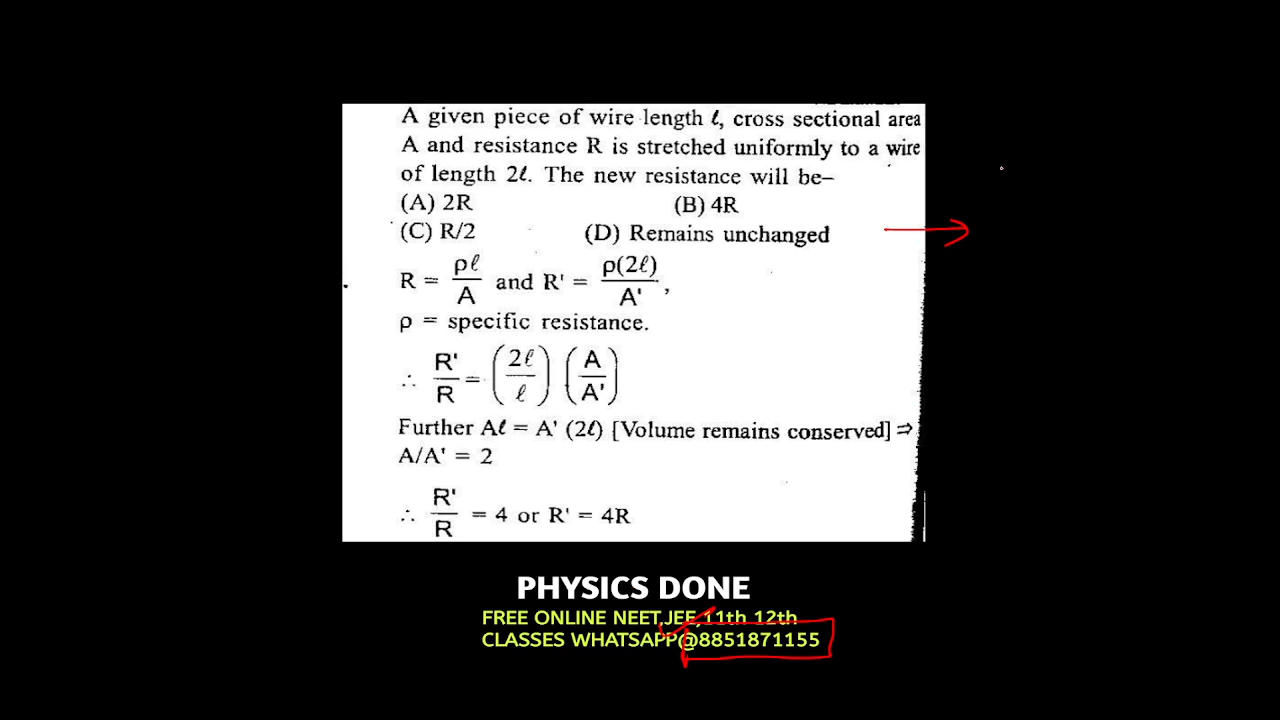 A given piece of wire length ℓ, cross sectional area
A and resistance R is stretched uniformly to a wire
of length 2ℓ. The new resistance will be–
(A) 2R (B) 4R
(C) R/2 (D) Remains unchanged
R = ρℓ/A and R' = ρ(2ℓ)/A' ,
ρ = specific resistance.
∴ R'/R = (2ℓ/ℓ) (A/A')
Further Aℓ = A' (2ℓ) [Volume remains conserved] ⇒
A/A' = 2
∴ R'/R = 4 or R' = 4R
PHYSICS DONE
FREE ONLINE NEET,JEE,11th 12th
CLASSES WHATSAPP@8851871155